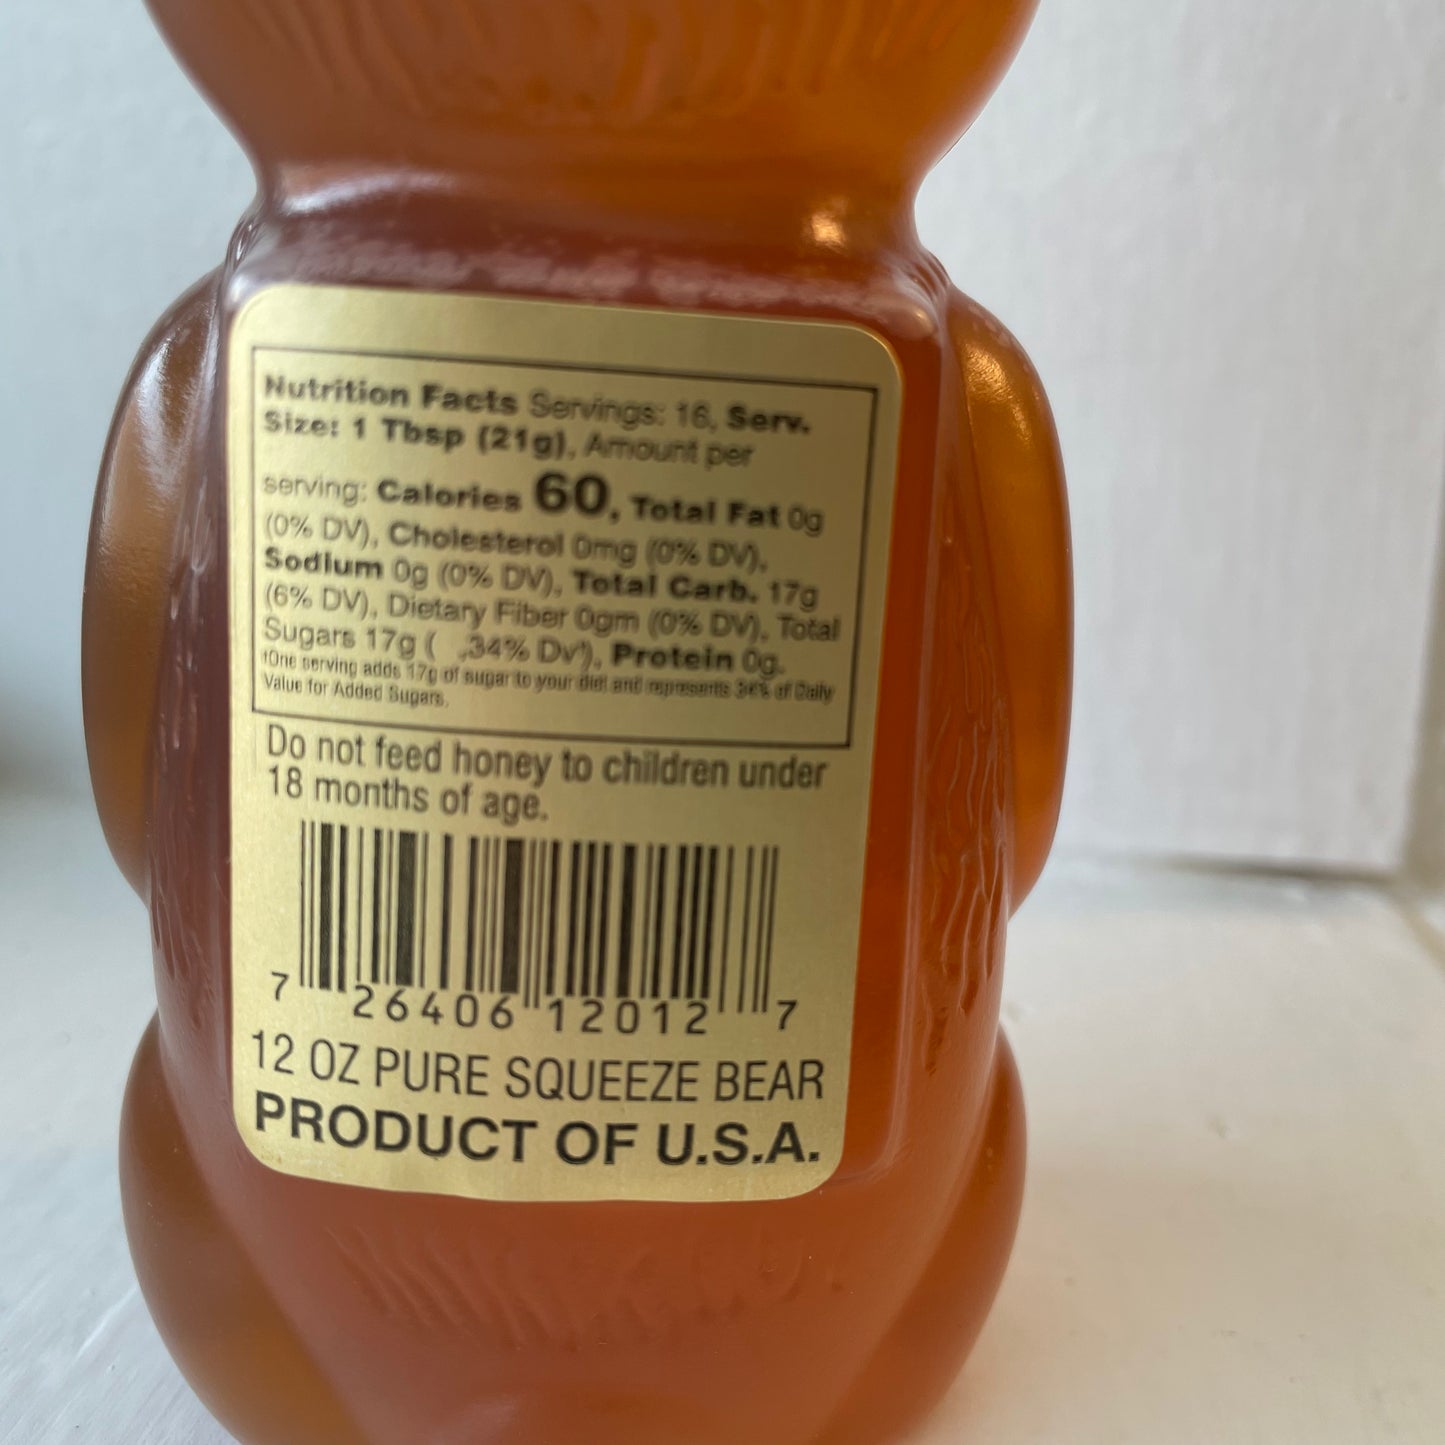 Nutrition Facts Servings: 16, Serv.
Size: 1 Tbsp (21g), Amount per
serving: Calories 60, Total Fat 0g
(0% DV), Cholesterol 0mg (0% DV),
Sodium 0g (0% DV), Total Carb. 17g
(6% DV), Dietary Fiber 0gm (0% DV), Total
Sugars 17g ( ,34% Dv¹), Protein 0g.
¹One serving adds 17g of sugar to your diet and represents 34% of Daily
Value for Added Sugars.
Do not feed honey to children under
18 months of age.
7 26406 12012 7
12 OZ PURE SQUEEZE BEAR
PRODUCT OF U.S.A.